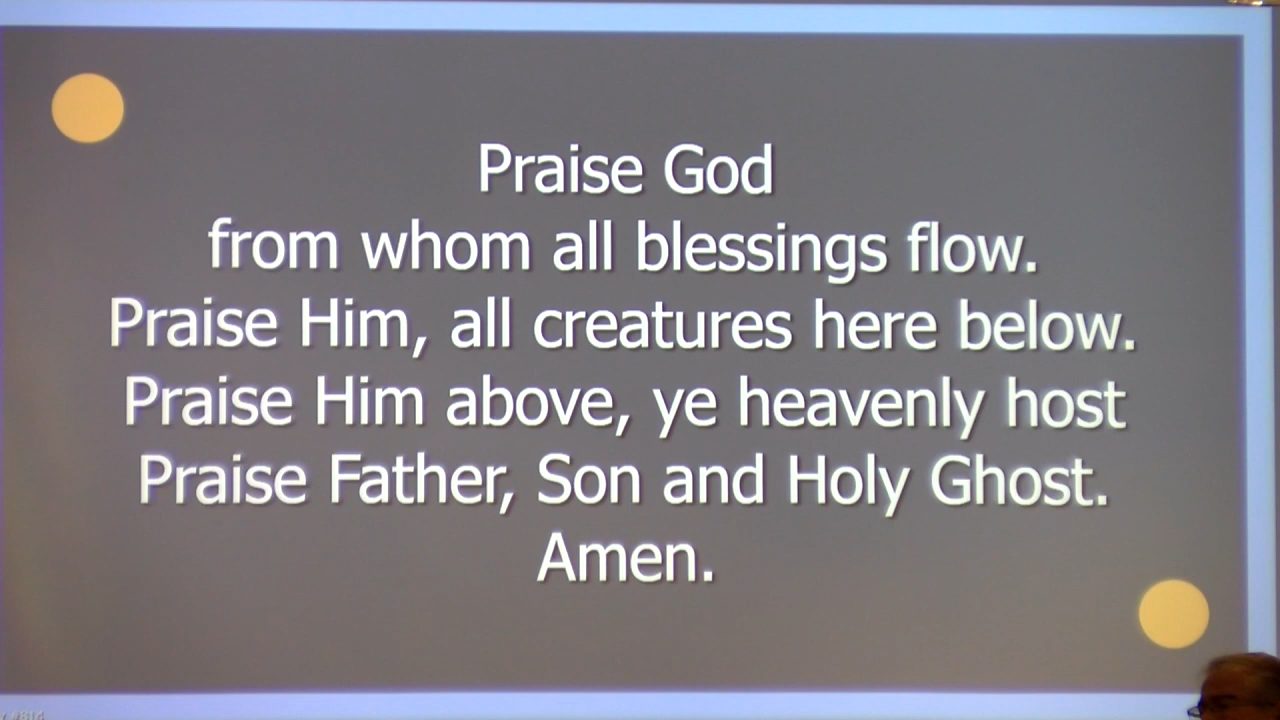 Praise God
from whom all blessings flow.
Praise Him, all creatures here below.
Praise Him above, ye heavenly host
Praise Father, Son and Holy Ghost.
Amen.